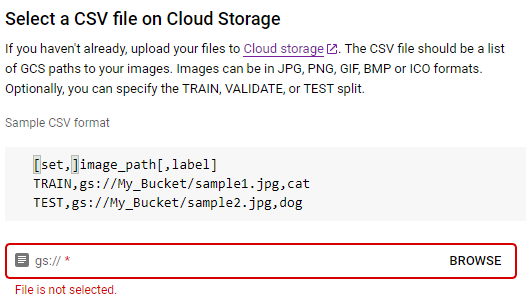 Select a CSV file on Cloud Storage
If you haven't already, upload your files to Cloud storage. The CSV file should be a list
of GCS paths to your images. Images can be in JPG, PNG, GIF, BMP or ICO formats.
Optionally, you can specify the TRAIN, VALIDATE, or TEST split.
Sample CSV format
[set,]image_path[,label]
TRAIN,gs://My_Bucket/sample1.jpg,cat
TEST,gs://My_Bucket/sample2.jpg,dog
gs:// * BROWSE
File is not selected.